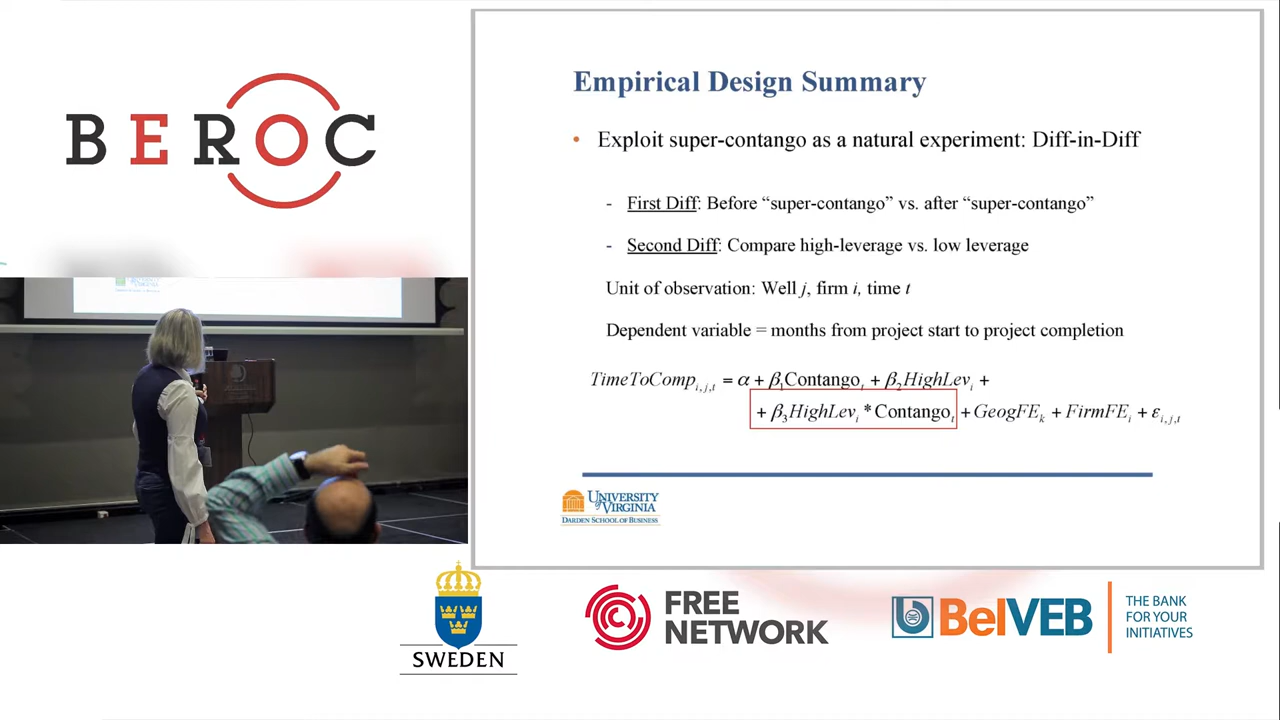 BEROC
Empirical Design Summary
• Exploit super-contango as a natural experiment: Diff-in-Diff
- First Diff: Before “super-contango” vs. after “super-contango”
- Second Diff: Compare high-leverage vs. low leverage
Unit of observation: Well j, firm i, time t
Dependent variable = months from project start to project completion
TimeToComp_{i,j,t} = α + β₁Contango_t + β₂HighLev_i +
+ β₃HighLev_i * Contango_t + GeogFE_k + FirmFE_i + ε_{i,j,t}
UNIVERSITY
of VIRGINIA
DARDEN SCHOOL OF BUSINESS
SWEDEN
FREE
NETWORK
BelVEB
THE BANK
FOR YOUR
INITIATIVES